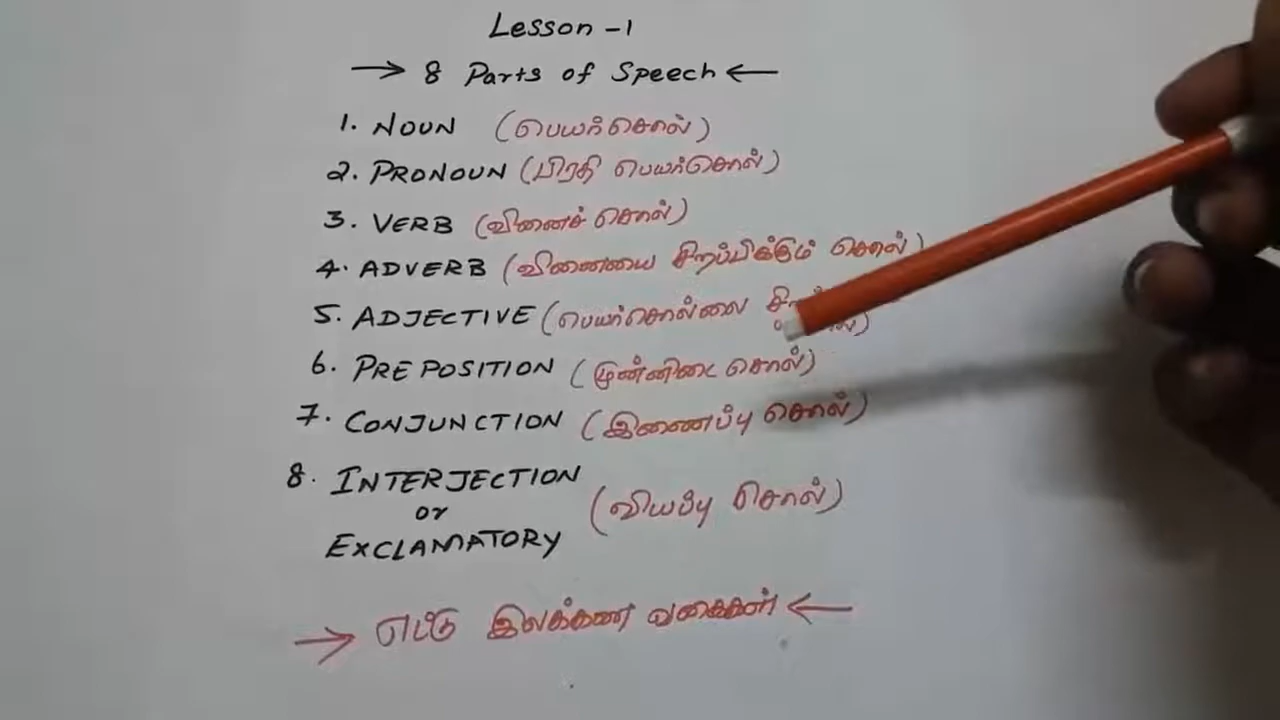 Lesson -1
→ 8 Parts of Speech ←
1. NOUN (பெயர்சொல்)
2. PRONOUN (பிரதி பெயர்சொல்)
3. VERB (வினைச் சொல்)
4. ADVERB (வினையை சிறப்பிக்கும் சொல்)
5. ADJECTIVE (பெயர்சொல்லை
6. PREPOSITION (முன்னிடை சொல்)
7. CONJUNCTION (இணைப்பு சொல்)
8. INTERJECTION
or
EXCLAMATORY
(வியப்பு சொல்)
→ எட்டு இலக்கண வகைகள் ←